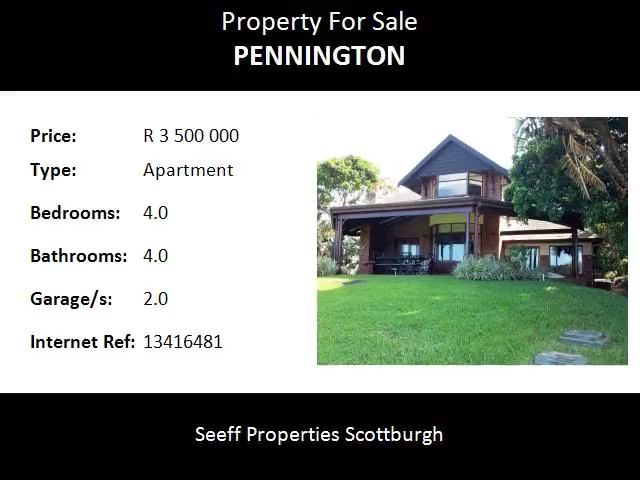 Property For Sale
PENNINGTON
Price: R 3 500 000
Type: Apartment
Bedrooms: 4.0
Bathrooms: 4.0
Garage/s: 2.0
Internet Ref: 13416481
Seeff Properties Scottburgh